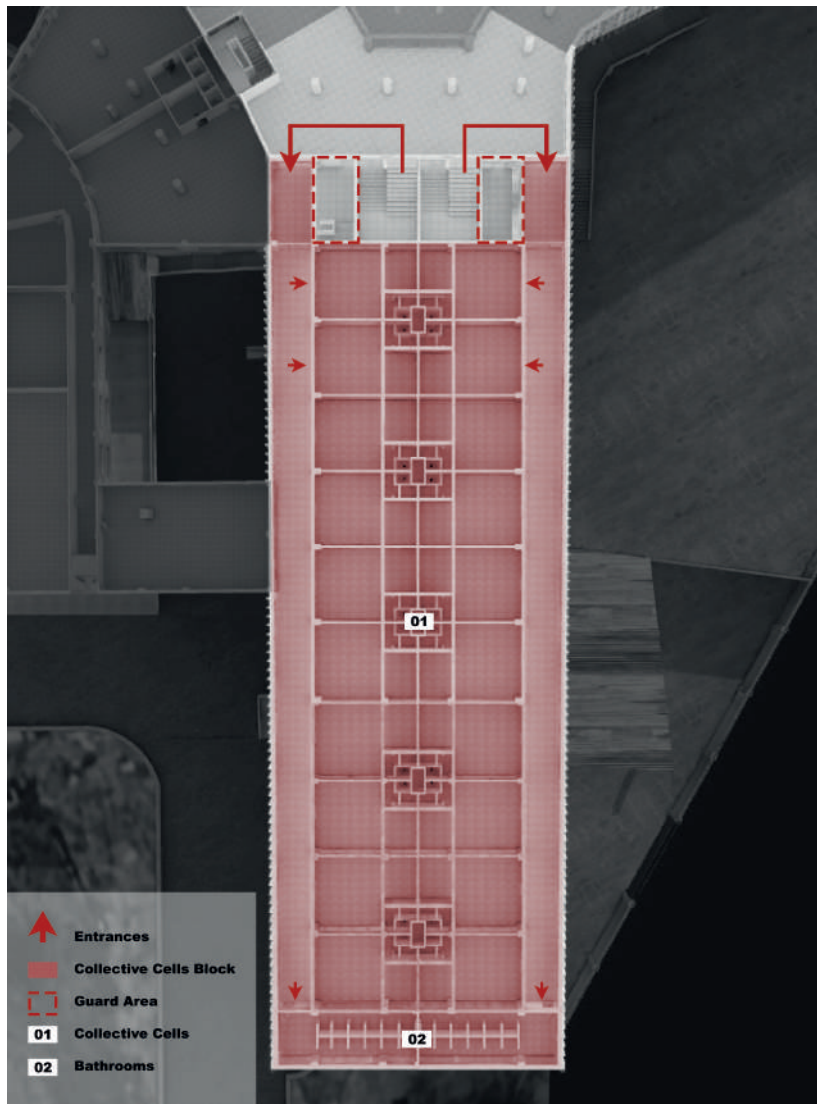 01
02
Entrances
Collective Cells Block
Guard Area
01 Collective Cells
02 Bathrooms